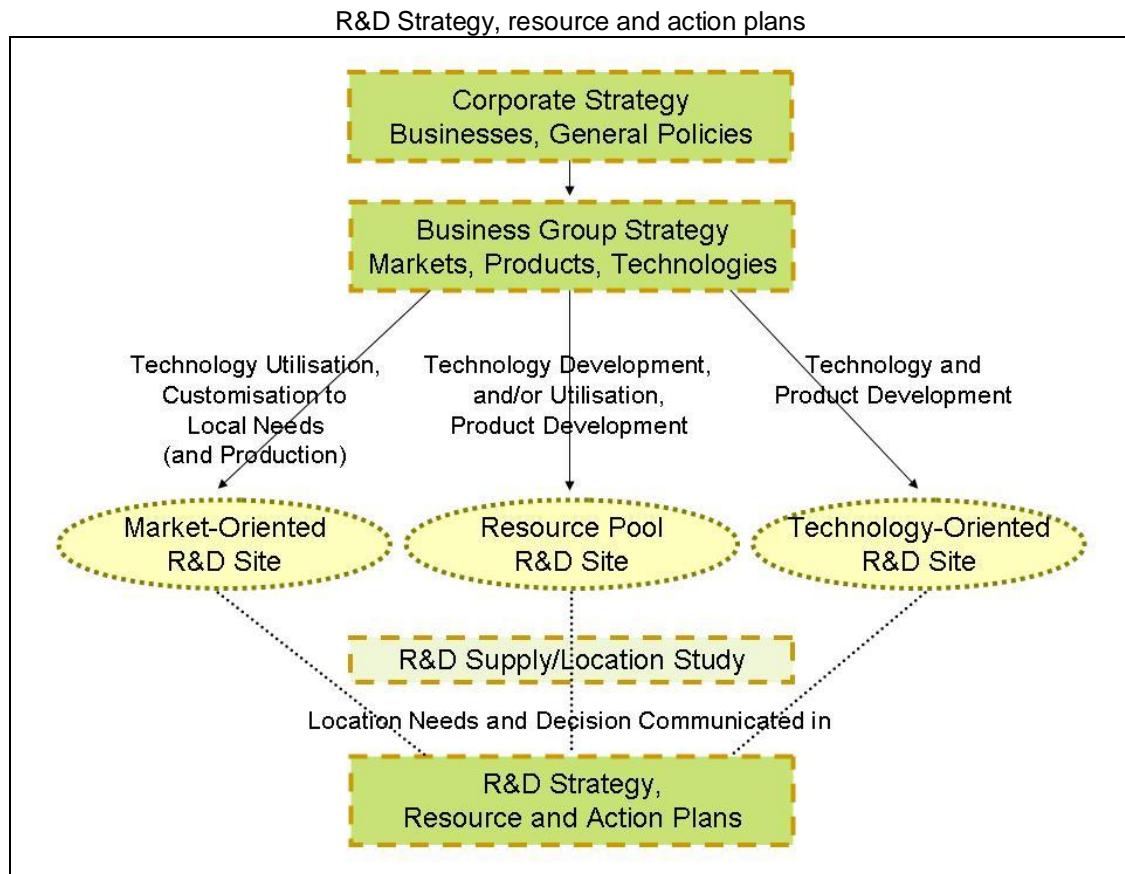 R&D Strategy, resource and action plans
Corporate Strategy
Businesses, General Policies
Business Group Strategy
Markets, Products, Technologies
Technology Utilisation,
Customisation to
Local Needs
(and Production)
Technology Development,
and/or Utilisation,
Product Development
Technology and
Product Development
Market-Oriented
R&D Site
Resource Pool
R&D Site
Technology-Oriented
R&D Site
R&D Supply/Location Study
Location Needs and Decision Communicated in
R&D Strategy,
Resource and Action Plans